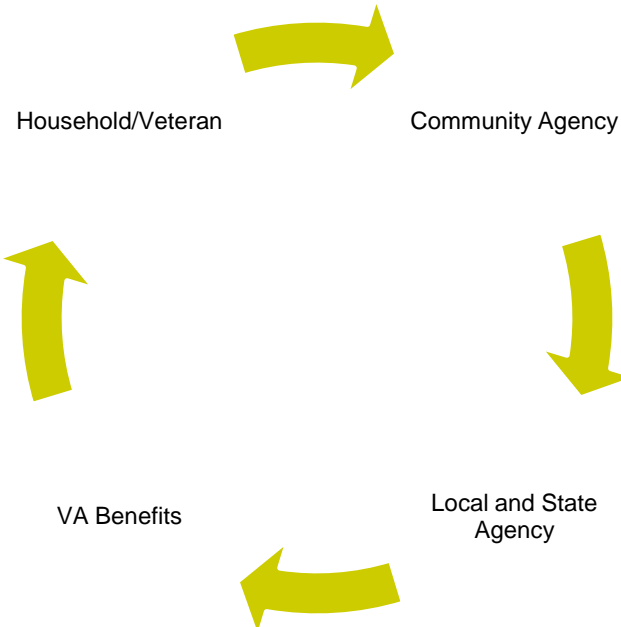 Household/Veteran
Community Agency
VA Benefits
Local and State
Agency